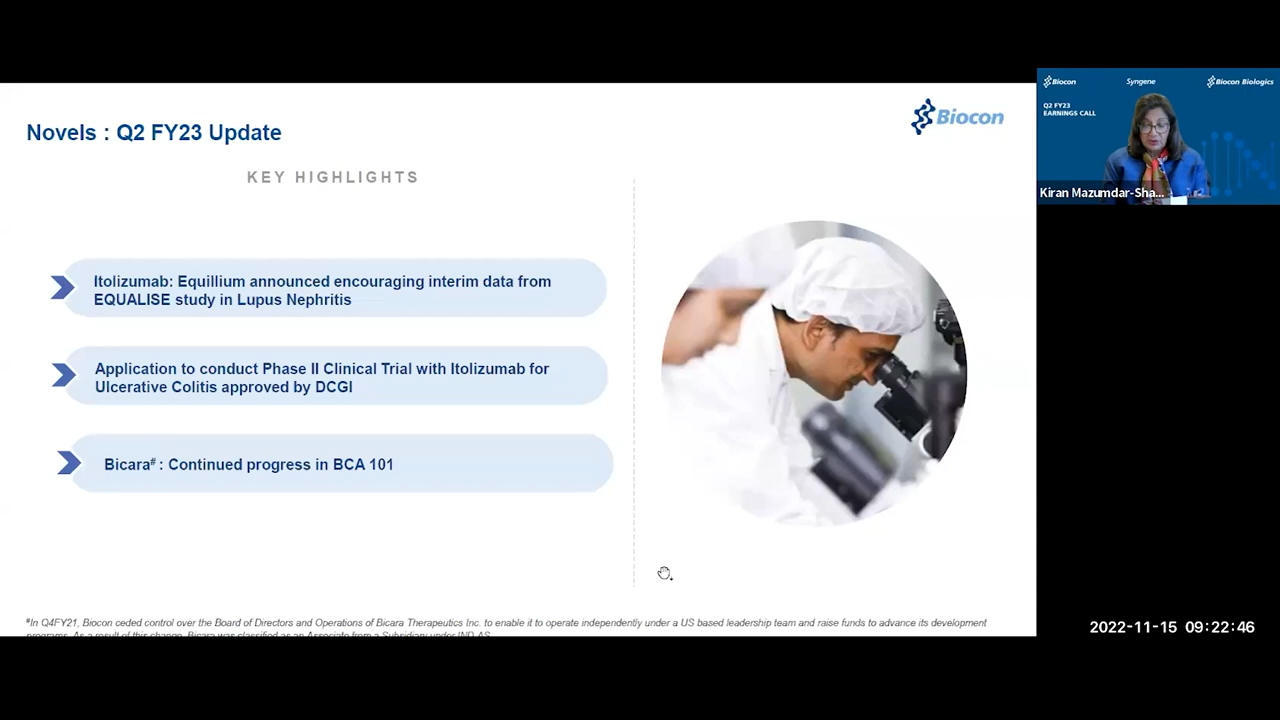 Novels : Q2 FY23 Update
Biocon
KEY HIGHLIGHTS
Itolizumab: Equillium announced encouraging interim data from
EQUALISE study in Lupus Nephritis
Application to conduct Phase II Clinical Trial with Itolizumab for
Ulcerative Colitis approved by DCGI
Bicara# : Continued progress in BCA 101
#In Q4FY21, Biocon ceded control over the Board of Directors and Operations of Bicara Therapeutics Inc. to enable it to operate independently under a US based leadership team and raise funds to advance its development
programs. As a result of this change, Bicara was classified as an Associate from a Subsidiary under IND AS
Biocon
Syngene
Biocon Biologics
Q2 FY23
EARNINGS CALL
Kiran Mazumdar-Sha...
2022-11-15 09:22:46